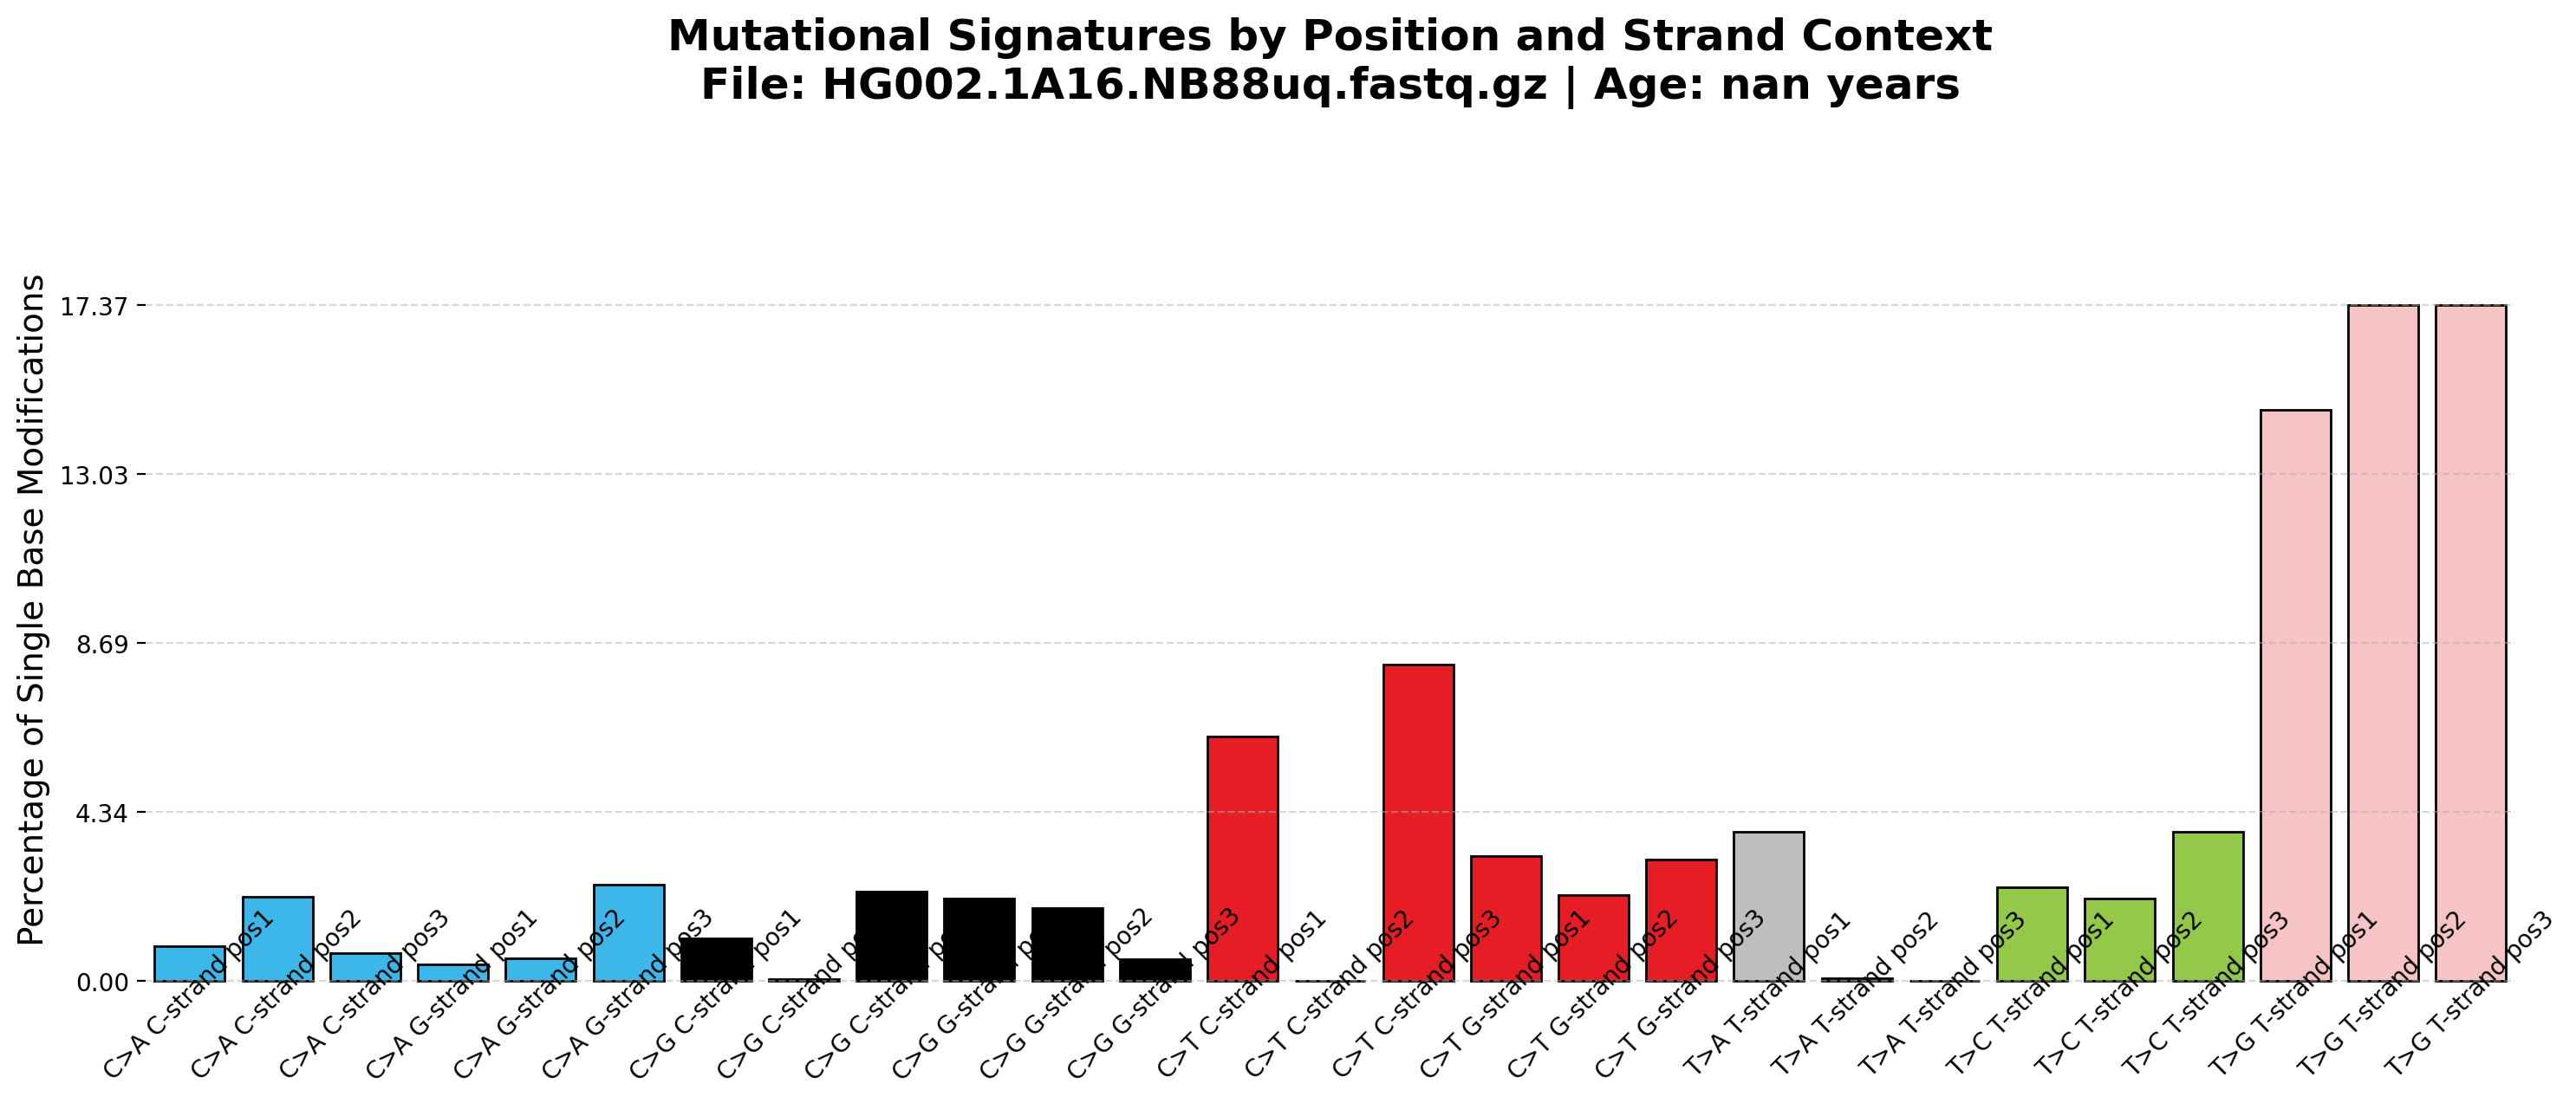 Mutational Signatures by Position and Strand Context
File: HG002.1A16.NB88uq.fastq.gz | Age: nan years
Percentage of Single Base Modifications
17.37
13.03
8.69
4.34
0.00
C>A C-strand pos1
C>A C-strand pos2
C>A C-strand pos3
C>A G-strand pos1
C>A G-strand pos2
C>A G-strand pos3
C>G C-strand pos1
C>G C-strand pos2
C>G C-strand pos3
C>G G-strand pos1
C>G G-strand pos2
C>G G-strand pos3
C>T C-strand pos1
C>T C-strand pos2
C>T C-strand pos3
C>T G-strand pos1
C>T G-strand pos2
C>T G-strand pos3
T>A T-strand pos1
T>A T-strand pos2
T>A T-strand pos3
T>C T-strand pos1
T>C T-strand pos2
T>C T-strand pos3
T>G T-strand pos1
T>G T-strand pos2
T>G T-strand pos3